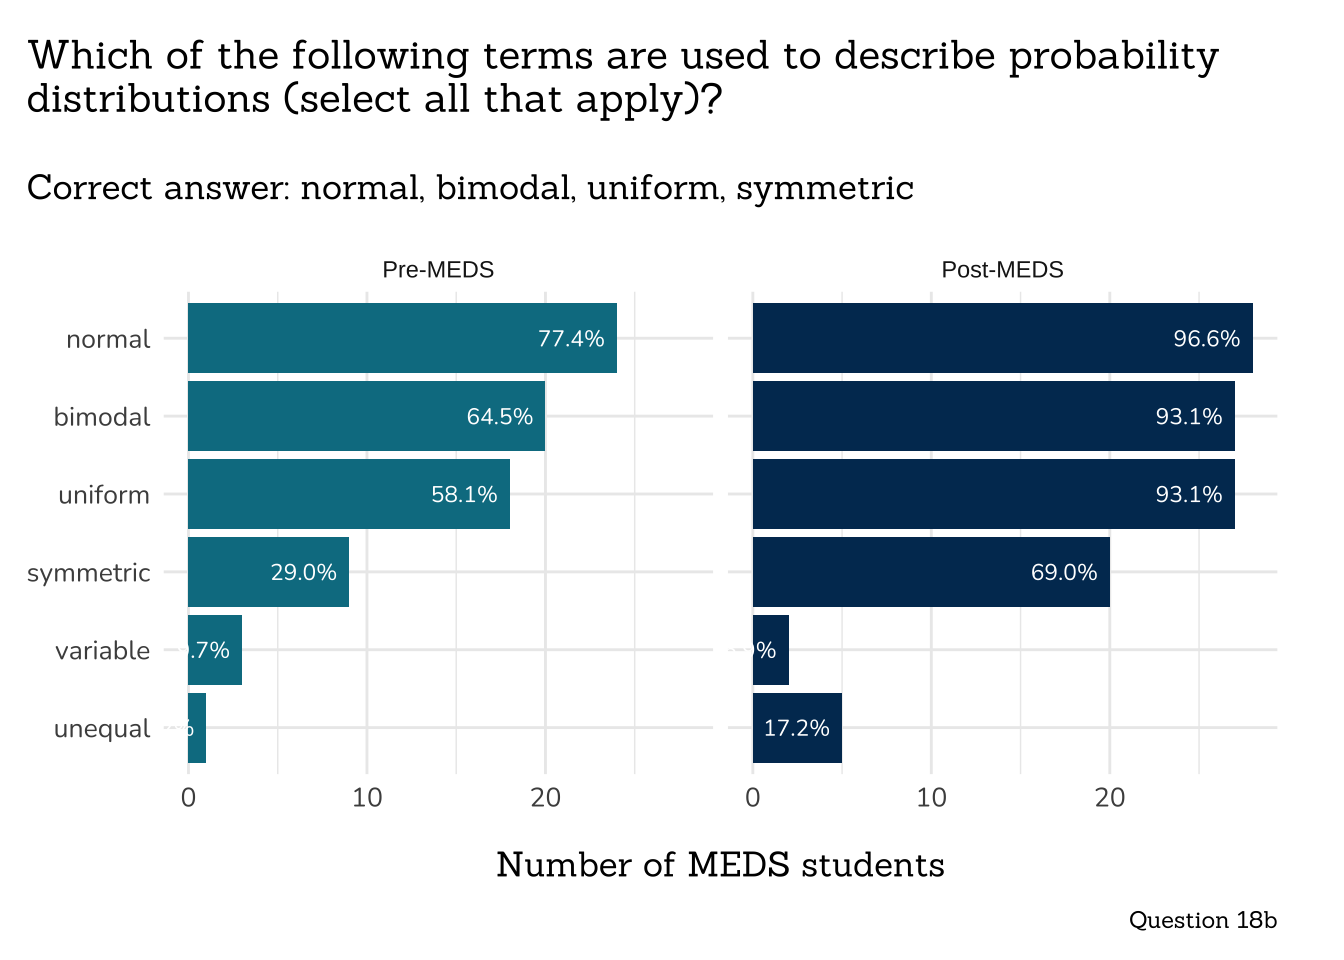 Which of the following terms are used to describe probability
distributions (select all that apply)?
Correct answer: normal, bimodal, uniform, symmetric
Pre-MEDS
Post-MEDS
normal
77.4%
96.6%
bimodal
64.5%
93.1%
uniform
58.1%
93.1%
symmetric
29.0%
69.0%
variable
unequal
17.2%
0
10
20
0
10
20
Number of MEDS students
Question 18b